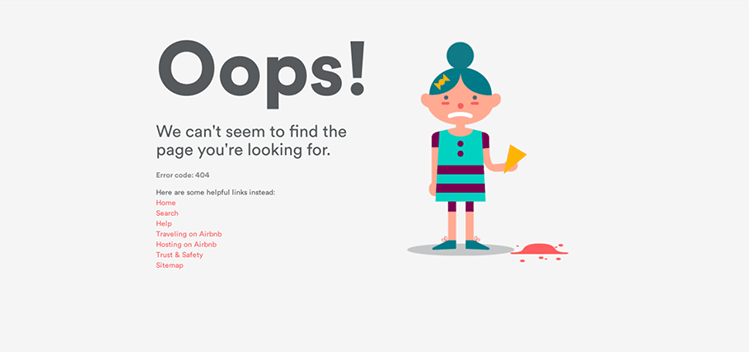 Oops!
We can't seem to find the
page you're looking for.
Error code: 404
Here are some helpful links instead:
Home
Search
Help
Traveling on Airbnb
Hosting on Airbnb
Trust & Safety
Sitemap